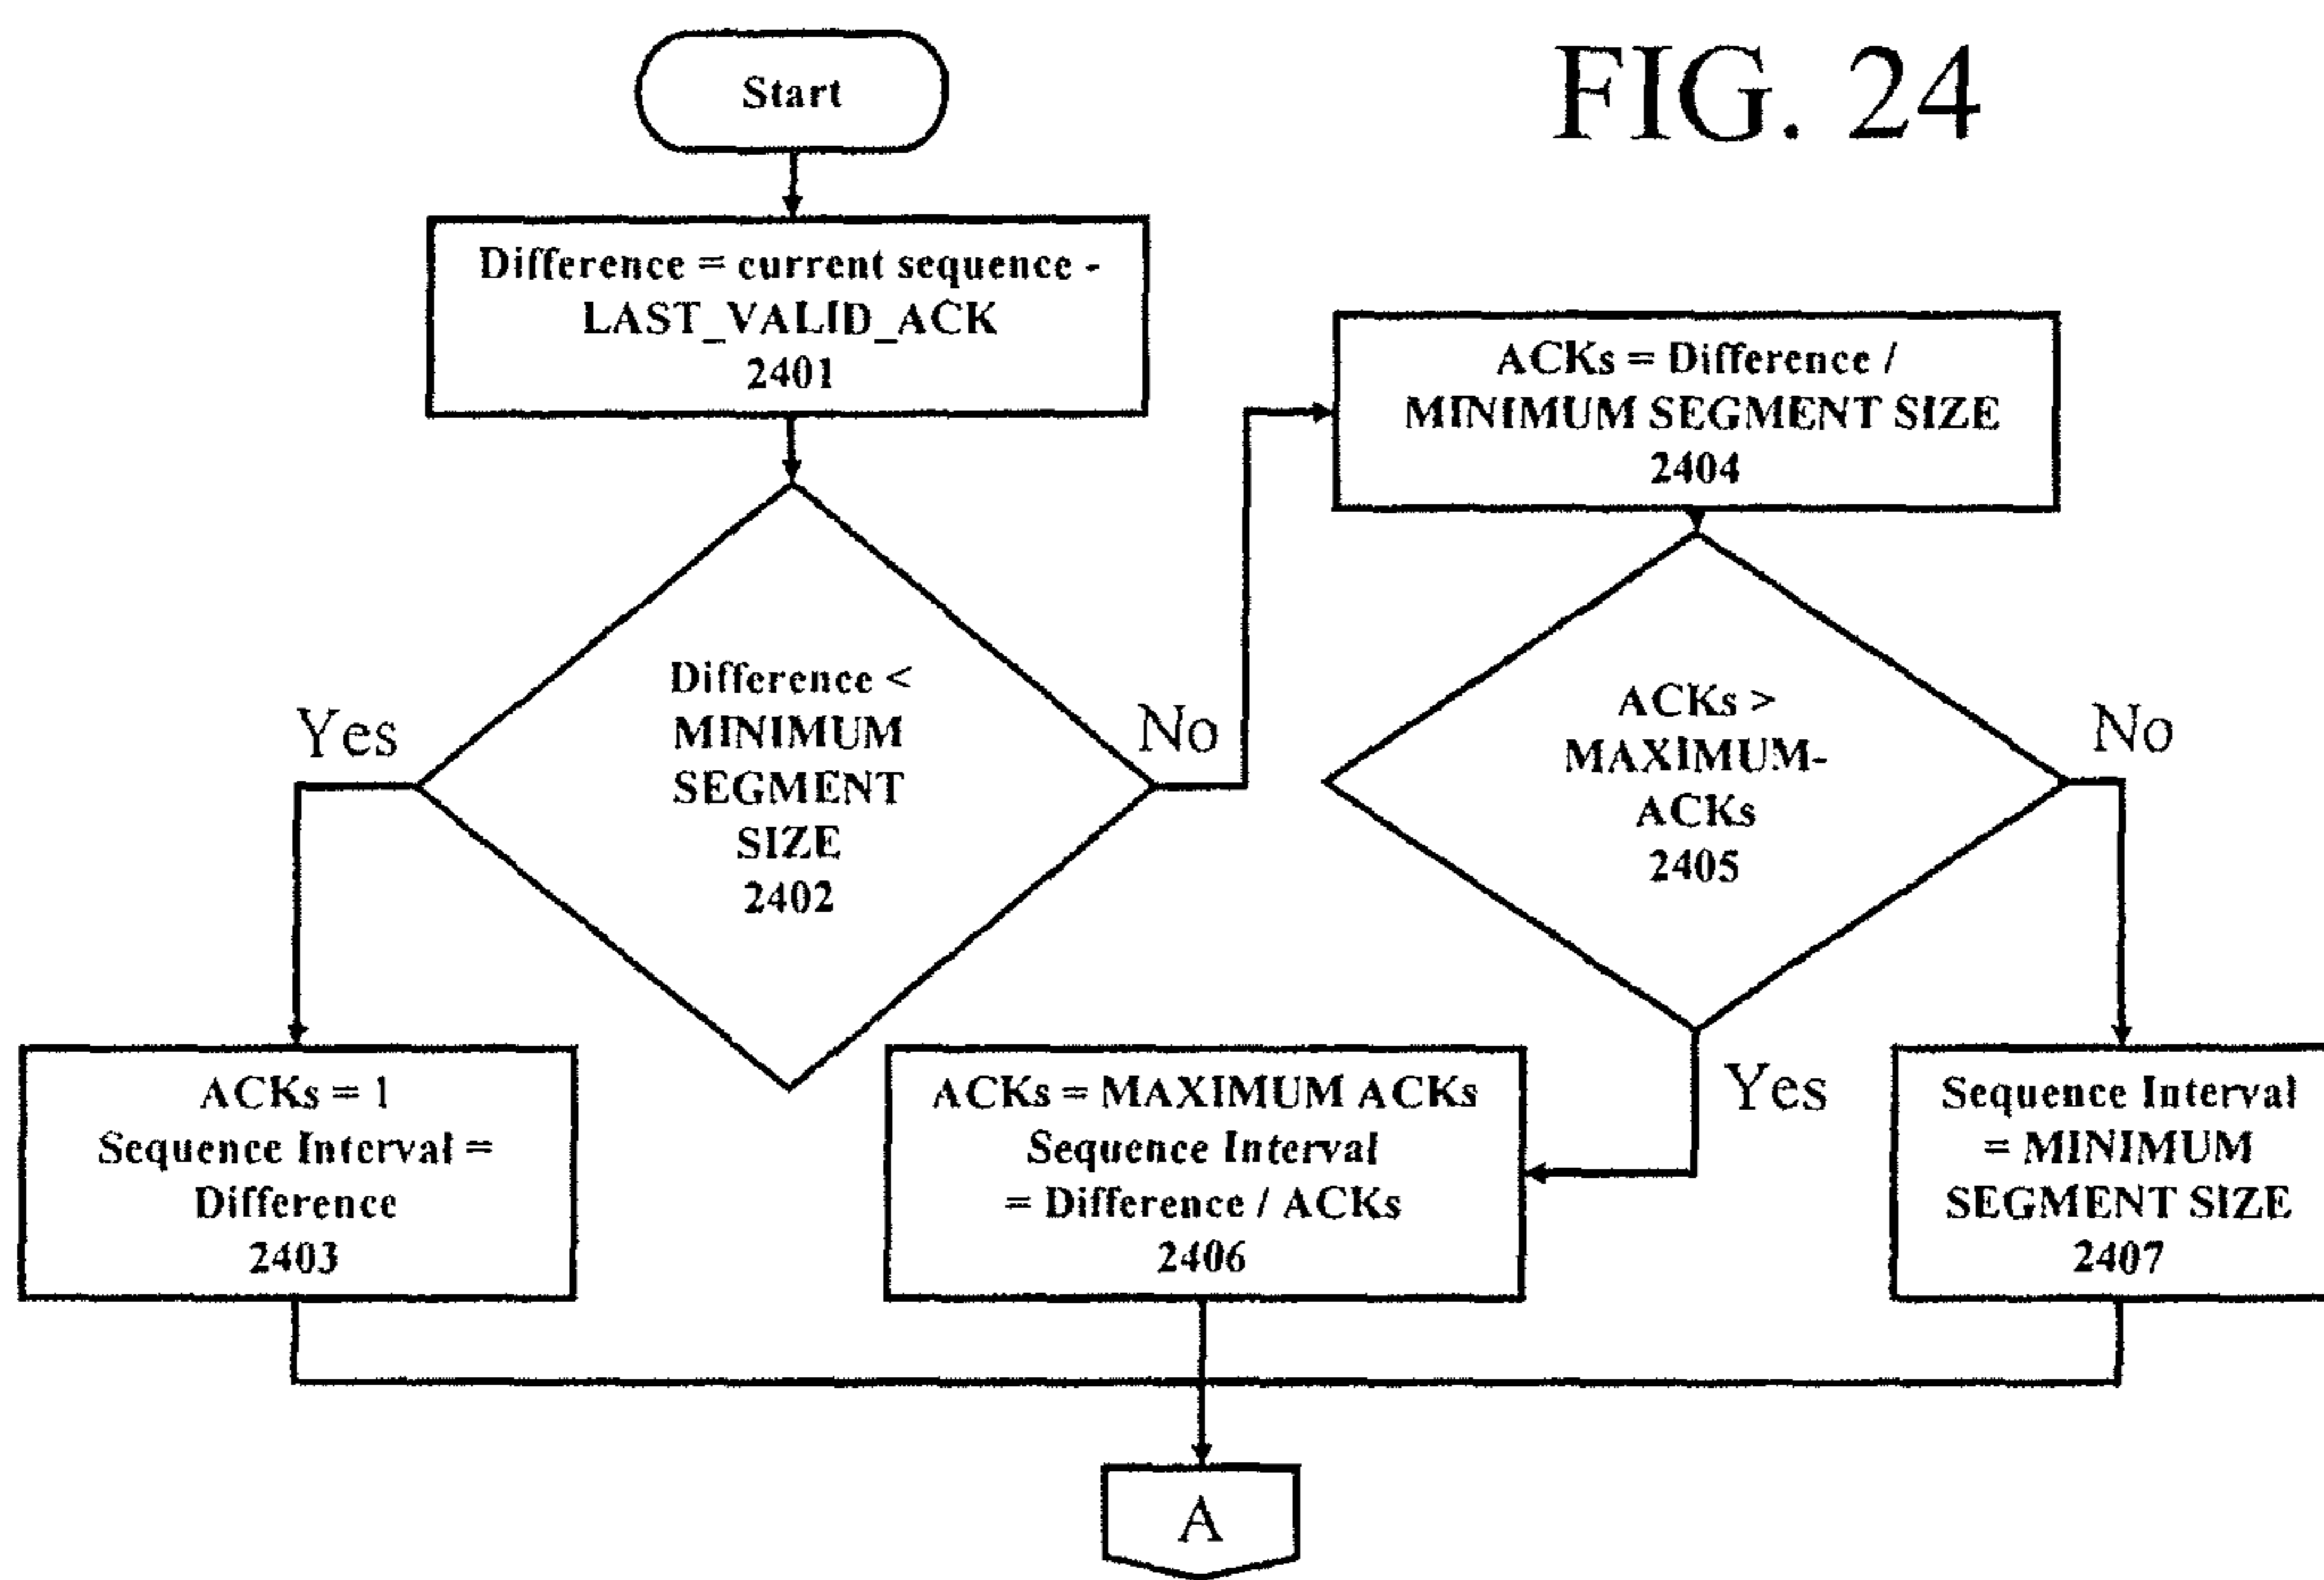 FIG. 24
Start
Difference = current sequence -
LAST_VALID_ACK
2401
Difference <
MINIMUM
SEGMENT
SIZE
2402
Yes
No
ACKs = 1
Sequence Interval =
Difference
2403
ACKs = Difference /
MINIMUM SEGMENT SIZE
2404
ACKs >
MAXIMUM-
ACKs
2405
No
Yes
ACKs = MAXIMUM ACKs
Sequence Interval
= Difference / ACKs
2406
Sequence Interval
= MINIMUM
SEGMENT SIZE
2407
A